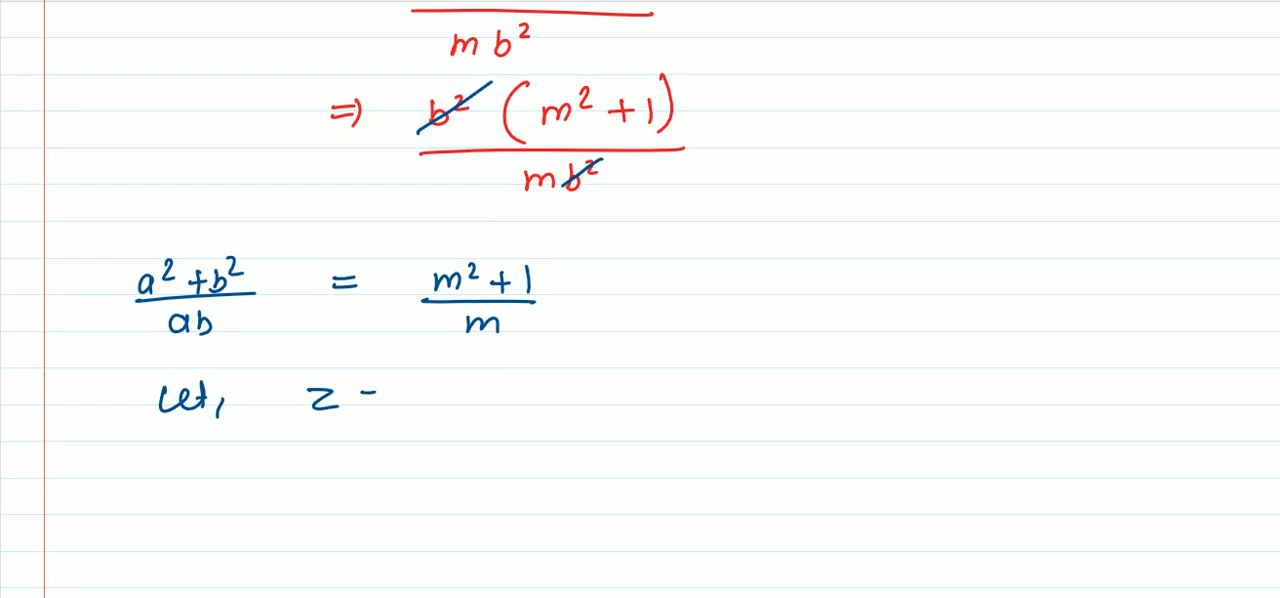 m b²
⇒ b² (m² + 1)
m b²
a² + b² = m² + 1
ab m
Let, z -